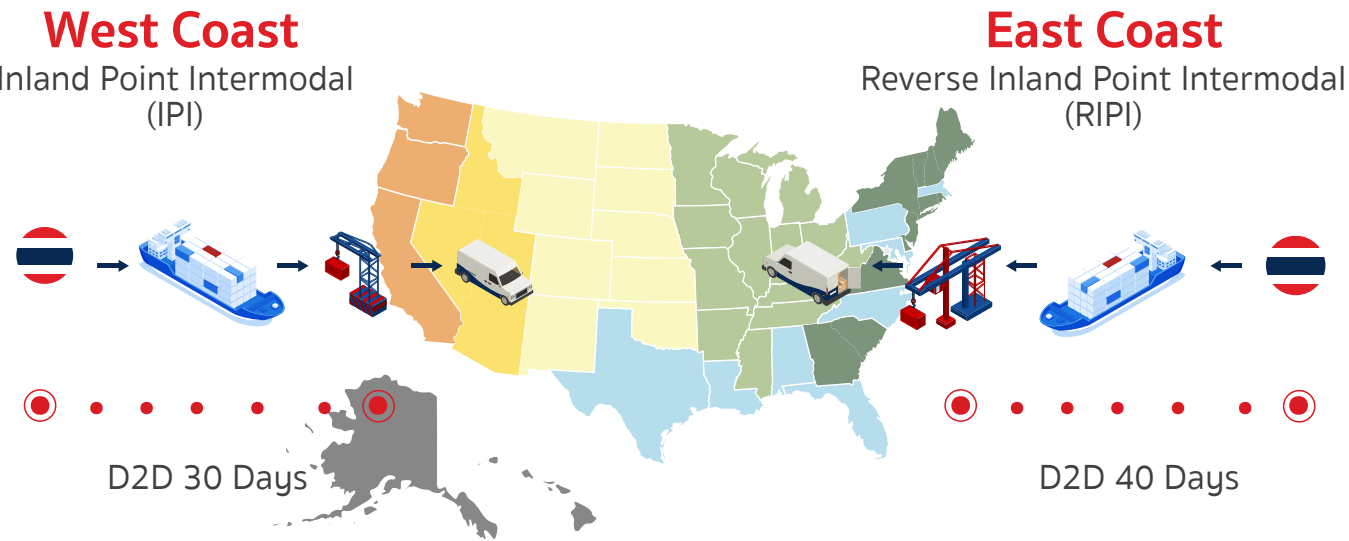 West Coast
Inland Point Intermodal
(IPI)
East Coast
Reverse Inland Point Intermodal
(RIPI)
D2D 30 Days
D2D 40 Days